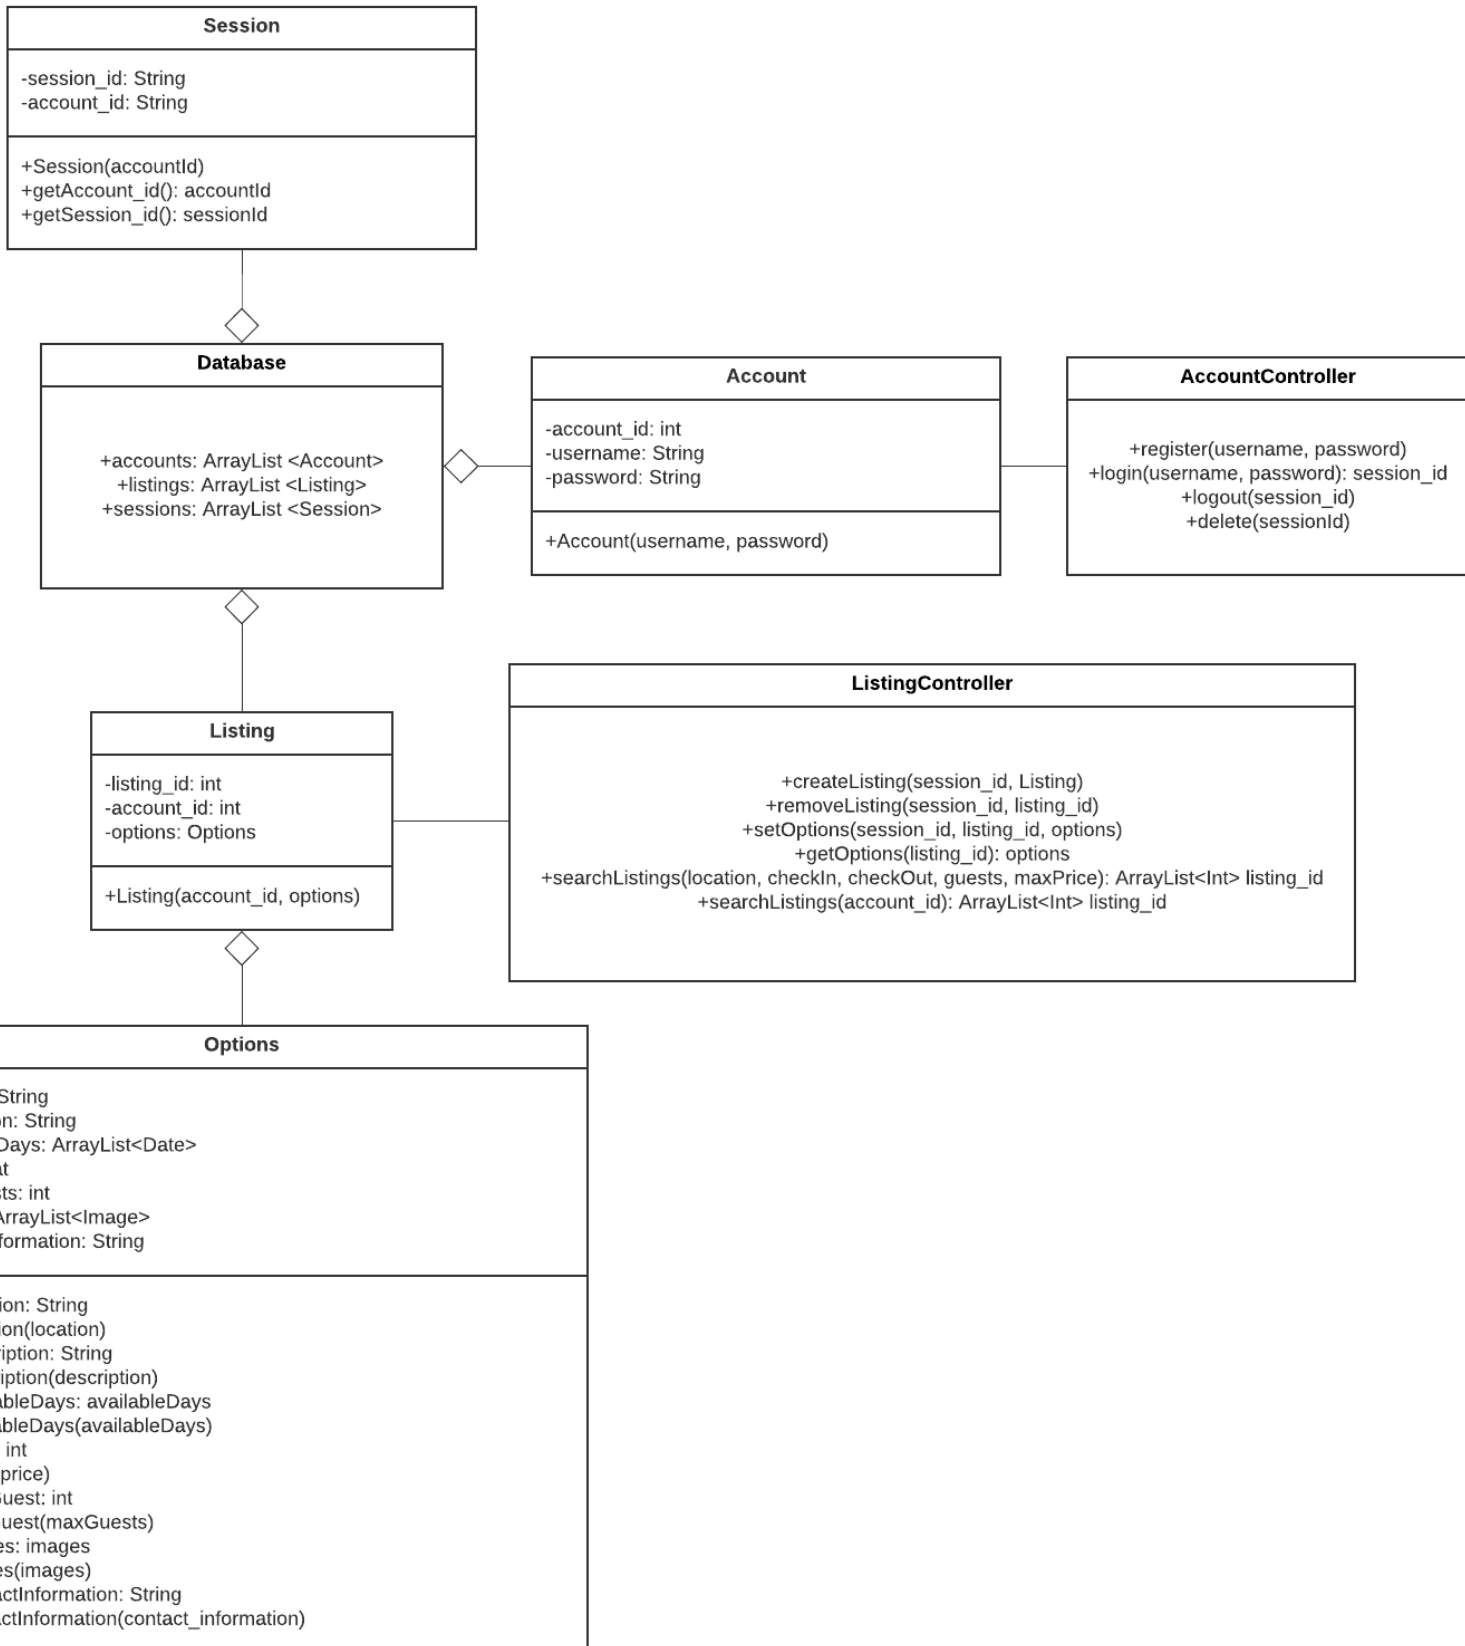 Session
-session_id: String
-account_id: String
+Session(accountId)
+getAccount_id(): accountId
+getSession_id(): sessionId
Database
+accounts: ArrayList <Account>
+listings: ArrayList <Listing>
+sessions: ArrayList <Session>
Account
-account_id: int
-username: String
-password: String
+Account(username, password)
AccountController
+register(username, password)
+login(username, password): session_id
+logout(session_id)
+delete(sessionId)
Listing
-listing_id: int
-account_id: int
-options: Options
+Listing(account_id, options)
ListingController
+createListing(session_id, Listing)
+removeListing(session_id, listing_id)
+setOptions(session_id, listing_id, options)
+getOptions(listing_id): options
+searchListings(location, checkIn, checkOut, guests, maxPrice): ArrayList<Int> listing_id
+searchListings(account_id): ArrayList<Int> listing_id
Options
String
on: String
Days: ArrayList<Date>
at
sts: int
ArrayList<Image>
formation: String
ion: String
ion(location)
ription: String
iption(description)
ableDays: availableDays
ableDays(availableDays)
int
price)
Guest: int
uest(maxGuests)
es: images
es(images)
actInformation: String
actInformation(contact_information)